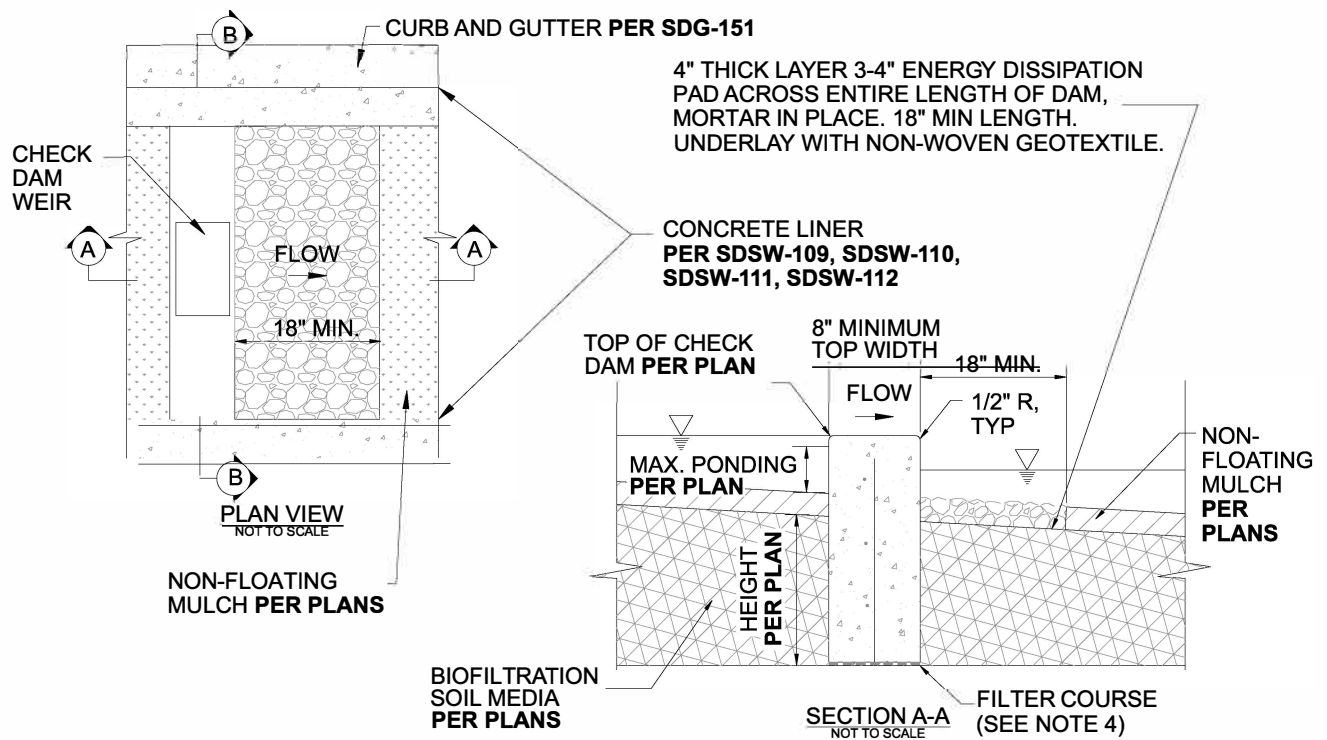 B
CURB AND GUTTER PER SDG-151
4" THICK LAYER 3-4" ENERGY DISSIPATION
PAD ACROSS ENTIRE LENGTH OF DAM,
MORTAR IN PLACE. 18" MIN LENGTH.
UNDERLAY WITH NON-WOVEN GEOTEXTILE.
CHECK
DAM
WEIR
A
A
FLOW
18" MIN.
CONCRETE LINER
PER SDSW-109, SDSW-110,
SDSW-111, SDSW-112
B
PLAN VIEW
NOT TO SCALE
NON-FLOATING
MULCH PER PLANS
TOP OF CHECK
DAM PER PLAN
8" MINIMUM
TOP WIDTH
18" MIN.
FLOW
1/2" R,
TYP
MAX. PONDING
PER PLAN
NON-
FLOATING
MULCH
PER
PLANS
HEIGHT
PER PLAN
BIOFILTRATION
SOIL MEDIA
PER PLANS
SECTION A-A
NOT TO SCALE
FILTER COURSE
(SEE NOTE 4)